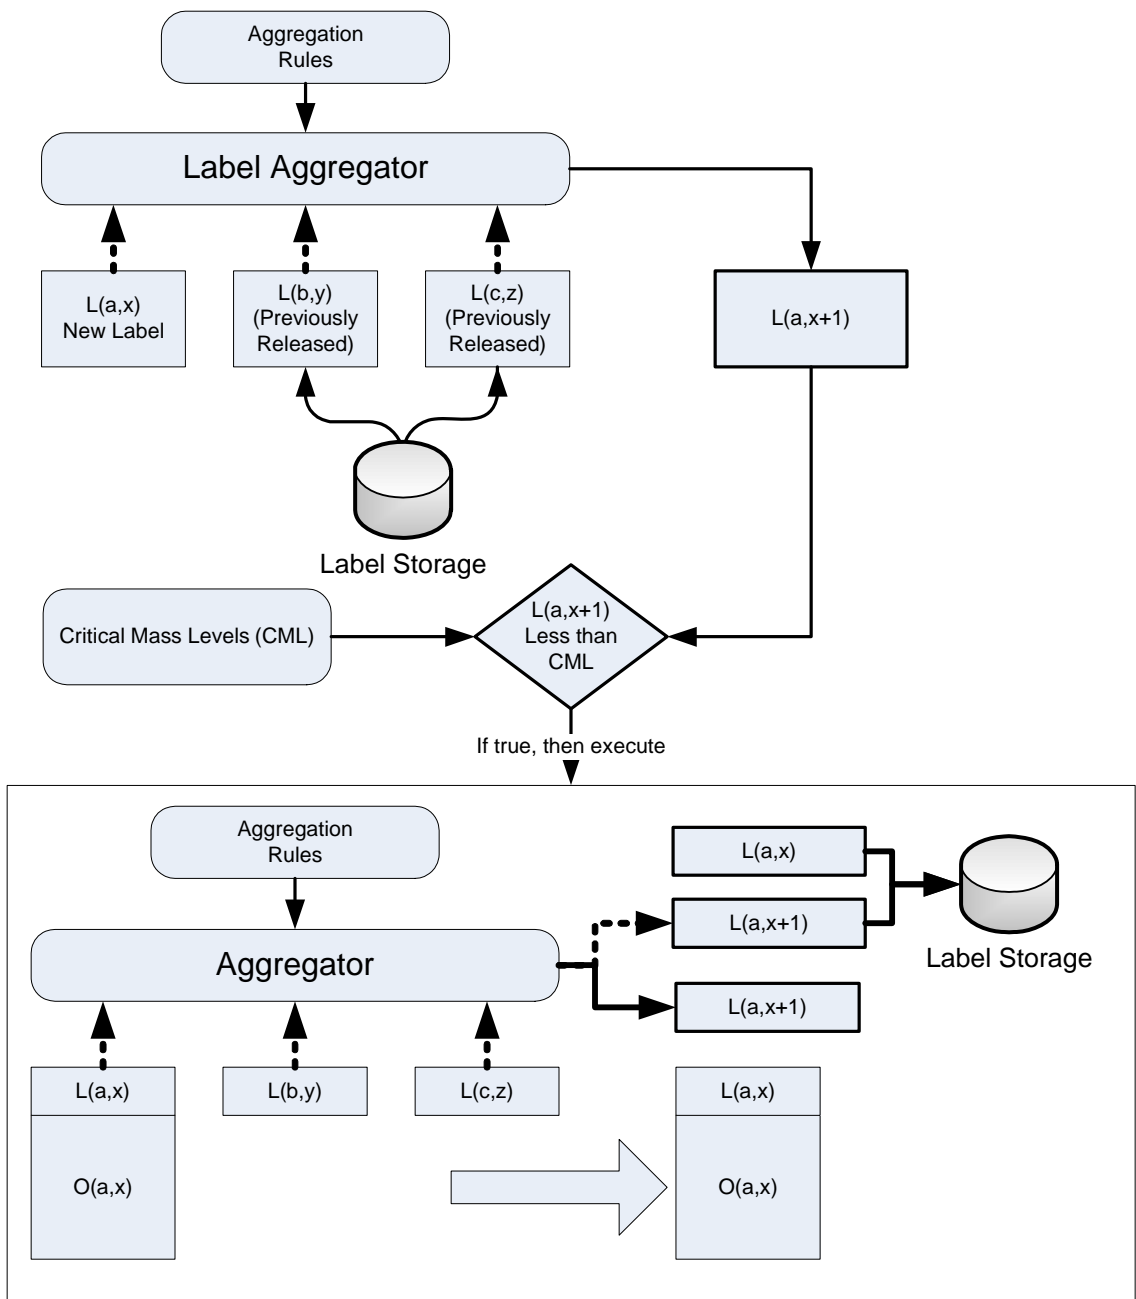 Aggregation
Rules
Label Aggregator
L(a,x)
New Label
L(b,y)
(Previously
Released)
L(c,z)
(Previously
Released)
L(a,x+1)
Label Storage
Critical Mass Levels (CML)
L(a,x+1)
Less than
CML
If true, then execute
Aggregation
Rules
Aggregator
L(a,x)
L(a,x+1)
L(a,x+1)
Label Storage
L(a,x)
L(b,y)
L(c,z)
L(a,x)
O(a,x)
O(a,x)